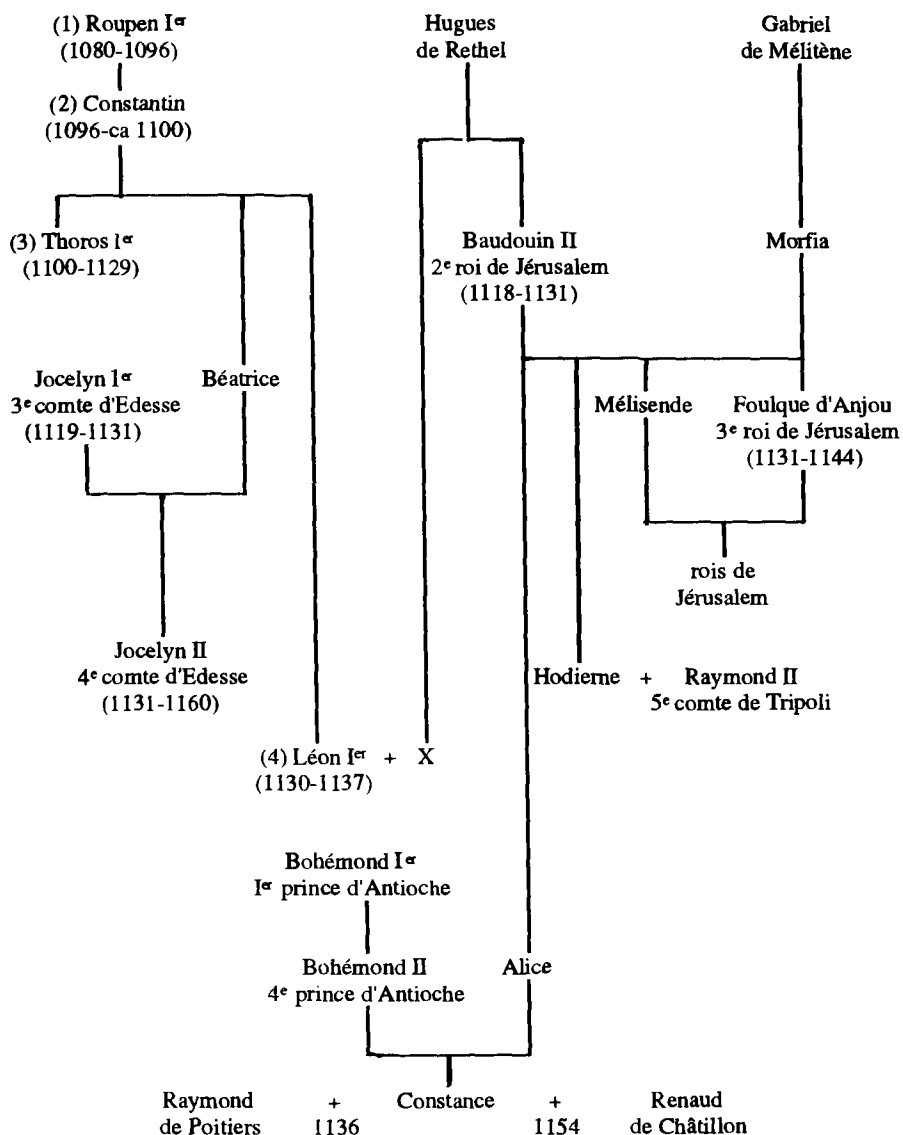 (1) Roupen Ier
(1080-1096)
Hugues
de Rethel
Gabriel
de Mélitène
(2) Constantin
(1096-ca 1100)
(3) Thoros Ier
(1100-1129)
Baudouin II
2e roi de Jérusalem
(1118-1131)
Morfia
Jocelyn Ier
3e comte d'Edesse
(1119-1131)
Béatrice
Mélisende
Foulque d'Anjou
3e roi de Jérusalem
(1131-1144)
rois de
Jérusalem
Jocelyn II
4e comte d'Edesse
(1131-1160)
Hodierne + Raymond II
5e comte de Tripoli
(4) Léon Ier + X
(1130-1137)
Bohémond Ier
Ier prince d'Antioche
Bohémond II
4e prince d'Antioche
Alice
Raymond + Constance + Renaud
de Poitiers 1136 1154 de Châtillon